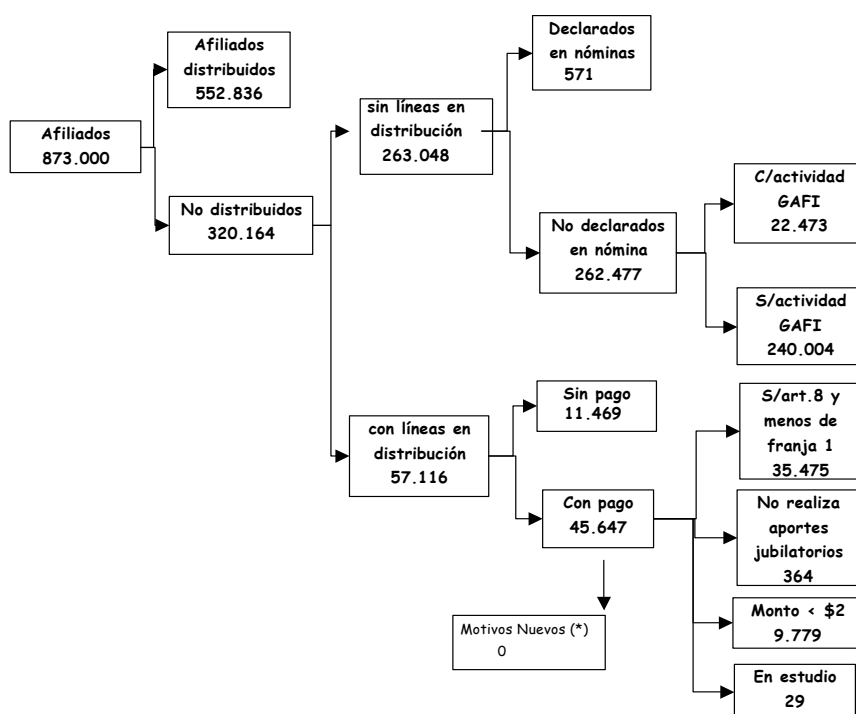 Afiliados
873.000
Afiliados
distribuidos
552.836
No distribuidos
320.164
sin líneas en
distribución
263.048
Declarados
en nóminas
571
No declarados
en nómina
262.477
C/actividad
GAFI
22.473
S/actividad
GAFI
240.004
con líneas en
distribución
57.116
Sin pago
11.469
Con pago
45.647
Motivos Nuevos (*)
0
S/art.8 y
menos de
franja 1
35.475
No realiza
aportes
jubilatorios
364
Monto < $2
9.779
En estudio
29